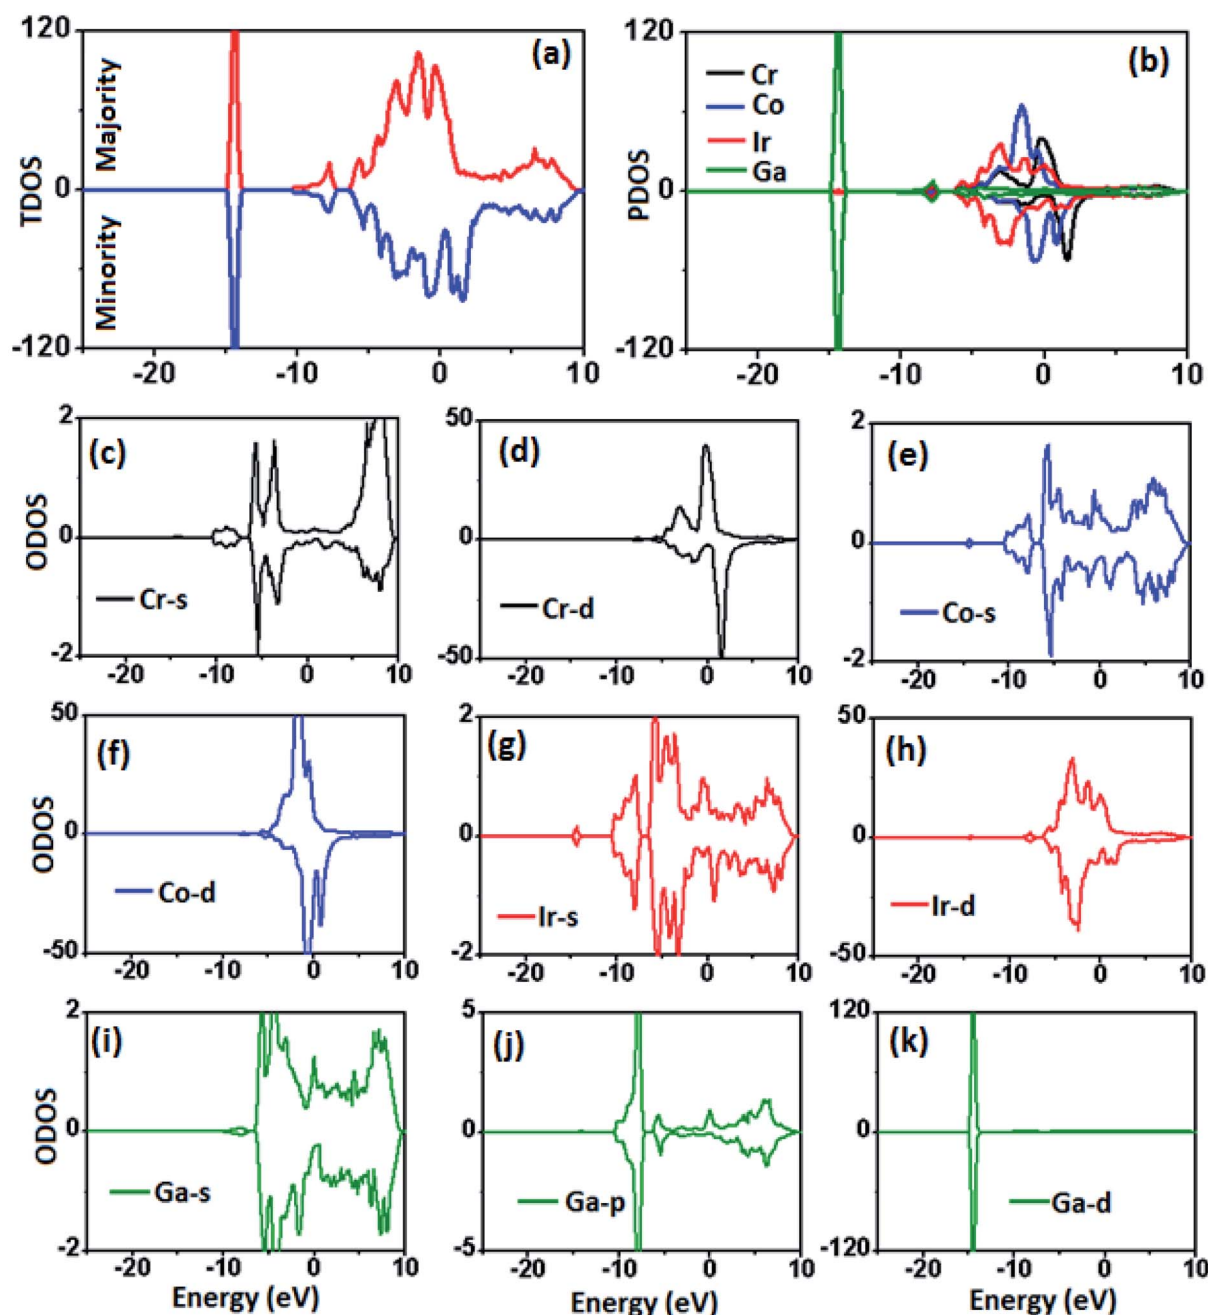 120
(a)
Majority
TDOS
0
Minority
-120
-20 -10 0 10
120
Cr
Co
Ir
Ga
(b)
PDOS
0
-120
-20 -10 0 10
2
(c)
ODOS
0
Cr-s
-2
-20 -10 0 10
50
(d)
0
Cr-d
-50
-20 -10 0 10
2
(e)
0
Co-s
-2
-20 -10 0 10
50
(f)
ODOS
0
Co-d
-50
-20 -10 0 10
2
(g)
0
Ir-s
-2
-20 -10 0 10
50
(h)
0
Ir-d
-50
-20 -10 0 10
2
(i)
ODOS
0
Ga-s
-2
-20 -10 0 10
Energy (eV)
5
(j)
0
Ga-p
-5
-20 -10 0 10
Energy (eV)
120
(k)
0
Ga-d
-120
-20 -10 0 10
Energy (eV)